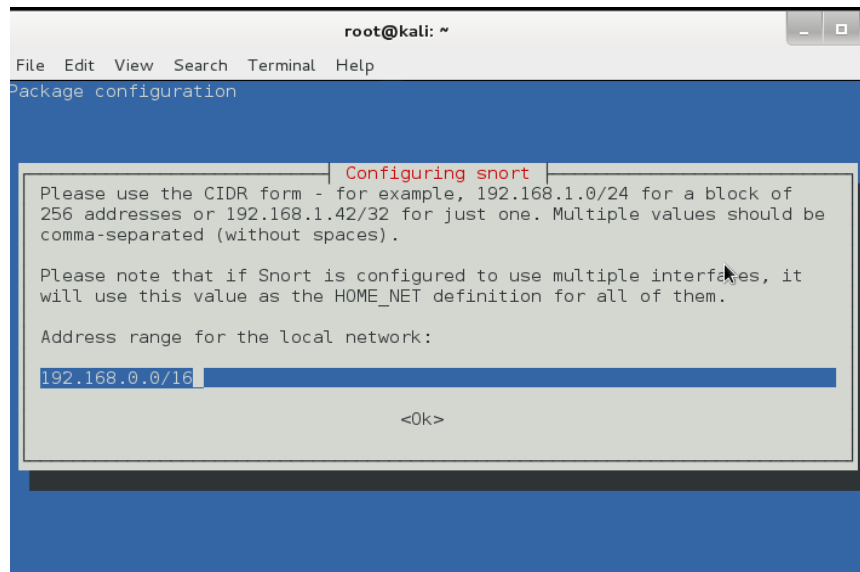 root@kali: ~
File Edit View Search Terminal Help
Package configuration
Configuring snort
Please use the CIDR form - for example, 192.168.1.0/24 for a block of
256 addresses or 192.168.1.42/32 for just one. Multiple values should be
comma-separated (without spaces).
Please note that if Snort is configured to use multiple interfaces, it
will use this value as the HOME_NET definition for all of them.
Address range for the local network:
192.168.0.0/16
<Ok>